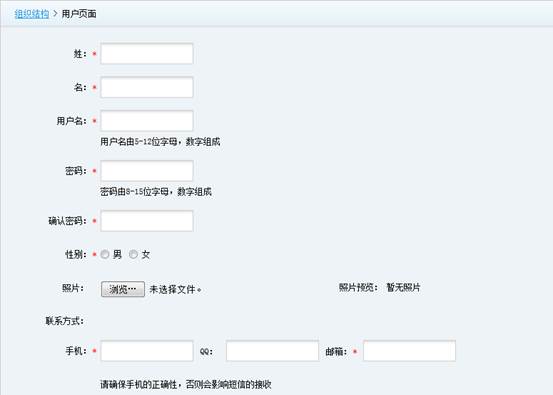 组织结构 > 用户页面
姓: *
名: *
用户名: *
用户名由5-12位字母，数字组成
密码: *
密码由8-15位字母，数字组成
确认密码: *
性别: * 男 女
照片: 浏览… 未选择文件。 照片预览: 暂无照片
联系方式:
手机: * QQ: 邮箱: *
请确保手机的正确性，否则会影响短信的接收